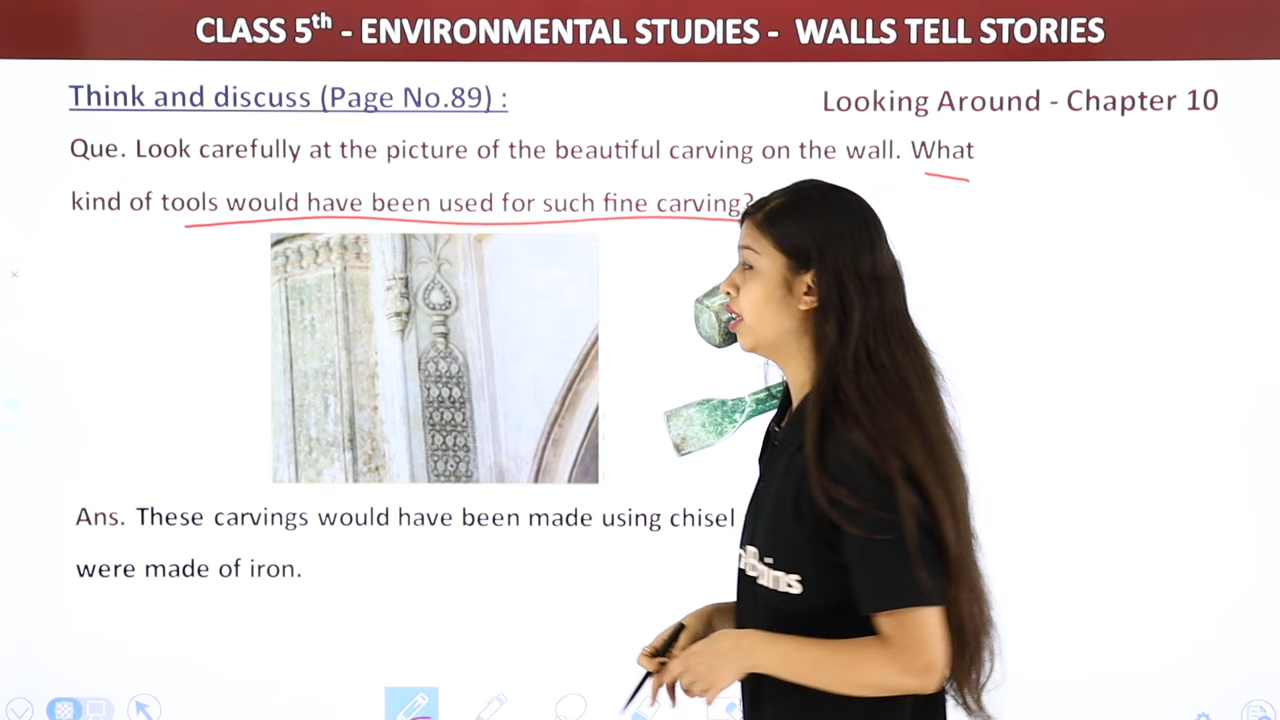 CLASS 5th - ENVIRONMENTAL STUDIES - WALLS TELL STORIES
Think and discuss (Page No.89) :
Looking Around - Chapter 10
Que. Look carefully at the picture of the beautiful carving on the wall. What
kind of tools would have been used for such fine carving?
Ans. These carvings would have been made using chisel
were made of iron.